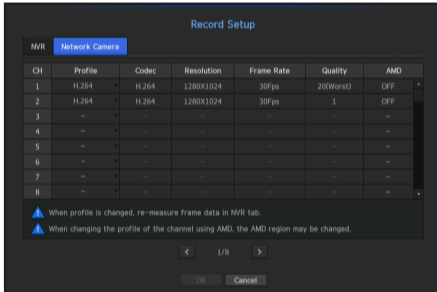 Record Setup
NVR Network Camera
CH Profile Codec Resolution Frame Rate Quality AMD
1 H.264 H.264 1280X1024 30Fps 20(Worst) OFF
2 H.264 H.264 1280X1024 30Fps 1 OFF
3 - - - - - -
4 - - - - - -
5 - - - - - -
6 - - - - - -
7 - - - - - -
8 - - - - - -
When profile is changed, re-measure frame data in NVR tab.
When changing the profile of the channel using AMD, the AMD region may be changed.
< 1/8 >
OK Cancel